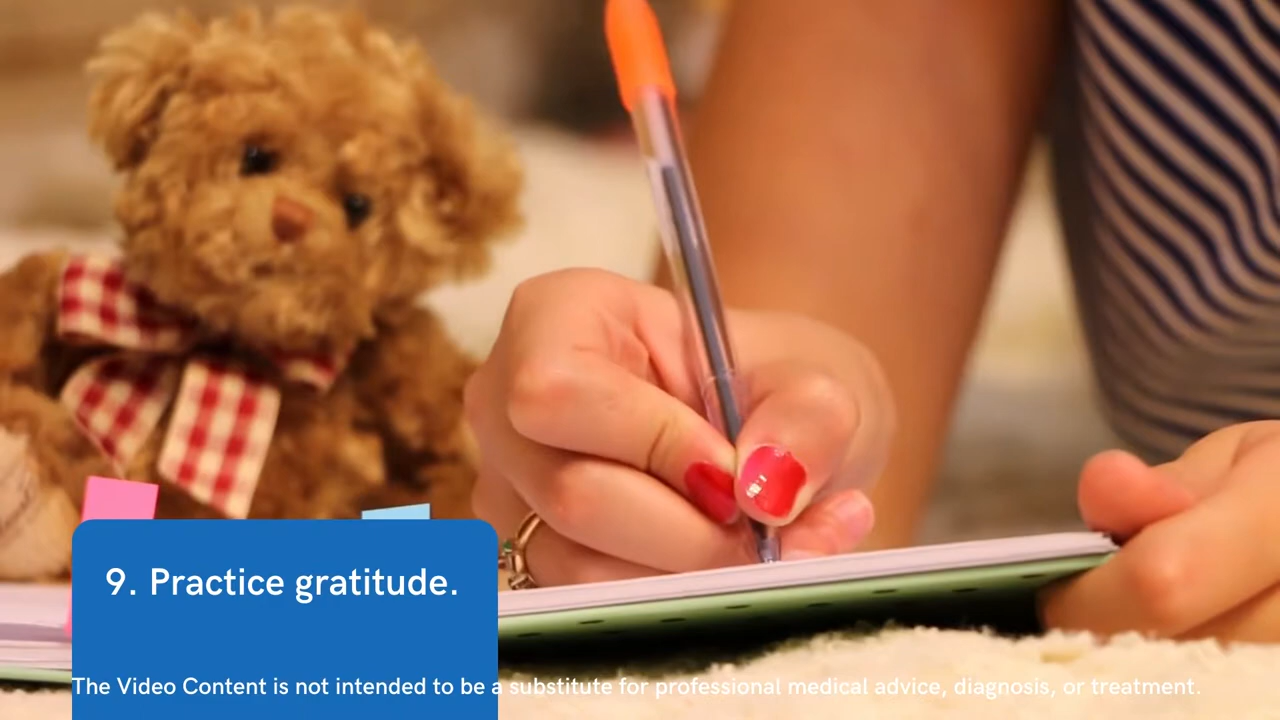 9. Practice gratitude.
The Video Content is not intended to be a substitute for professional medical advice, diagnosis, or treatment.